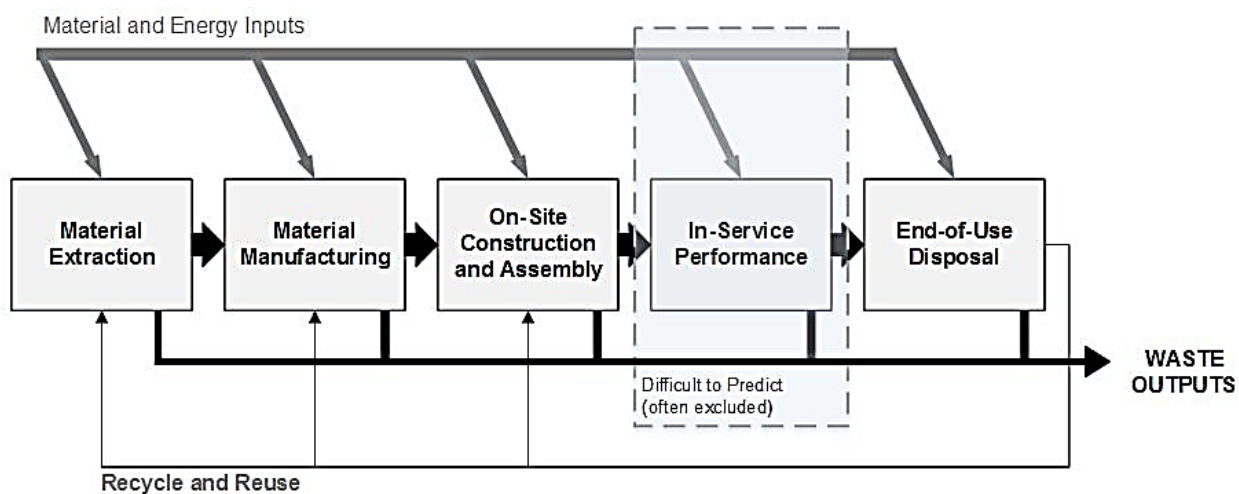 Material and Energy Inputs
Material
Extraction
Material
Manufacturing
On-Site
Construction
and Assembly
In-Service
Performance
End-of-Use
Disposal
Difficult to Predict
(often excluded)
WASTE
OUTPUTS
Recycle and Reuse